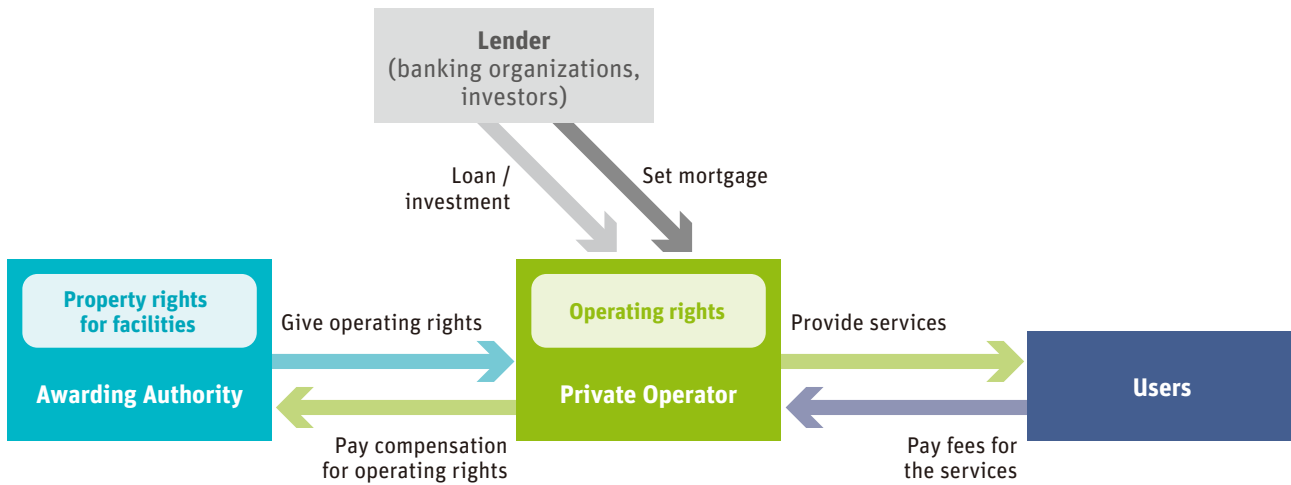 Lender
(banking organizations,
investors)
Loan /
investment
Set mortgage
Property rights
for facilities
Awarding Authority
Give operating rights
Pay compensation
for operating rights
Operating rights
Private Operator
Provide services
Pay fees for
the services
Users